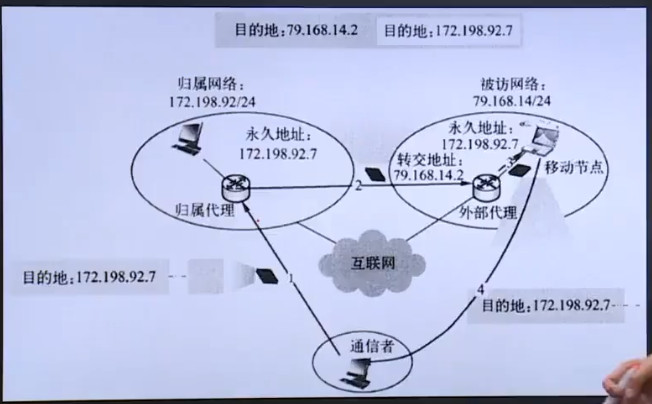 目的地:79.168.14.2
目的地:172.198.92.7
归属网络:
172.198.92/24
被访网络:
79.168.14/24
永久地址:
172.198.92.7
永久地址:
172.198.92.7
转交地址:
79.168.14.2
移动节点
归属代理
外部代理
2
3
互联网
目的地:172.198.92.7
1
4
目的地:172.198.92.7
通信者